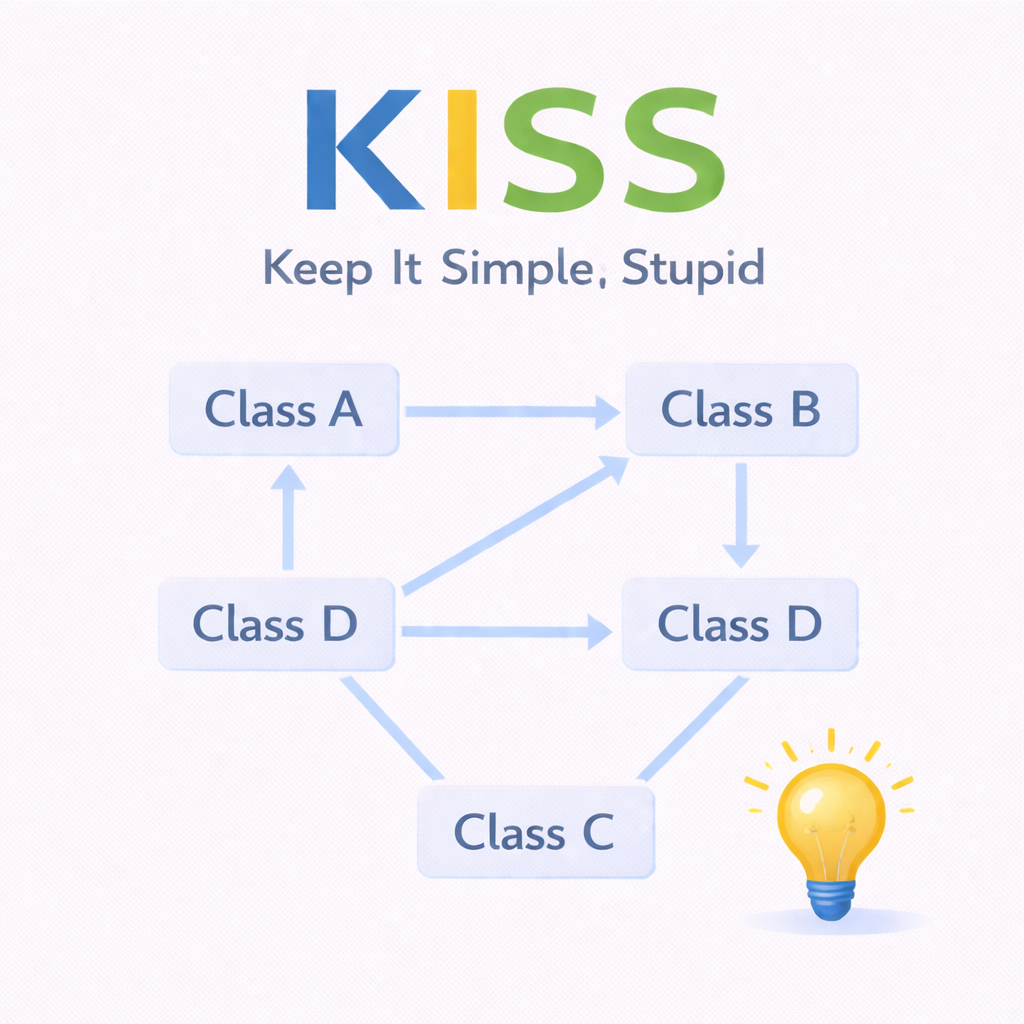 KISS
Keep It Simple, Stupid
Class A
Class B
Class D
Class D
Class C